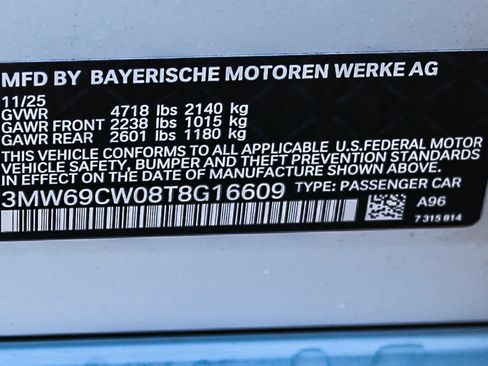 MFD BY BAYERISCHE MOTOREN WERKE AG
11/25
GVWR 4718 lbs 2140 kg
GAWR FRONT 2238 lbs 1015 kg
GAWR REAR 2601 lbs 1180 kg
THIS VEHICLE CONFORMS TO ALL APPLICABLE U.S.FEDERAL MOTOR
VEHICLE SAFETY, BUMPER AND THEFT PREVENTION STANDARDS
IN EFFECT ON THE DATE OF MANUFACTURE SHOWN ABOVE.
3MW69CW08T8G16609 TYPE: PASSENGER CAR
A96
7 315 814